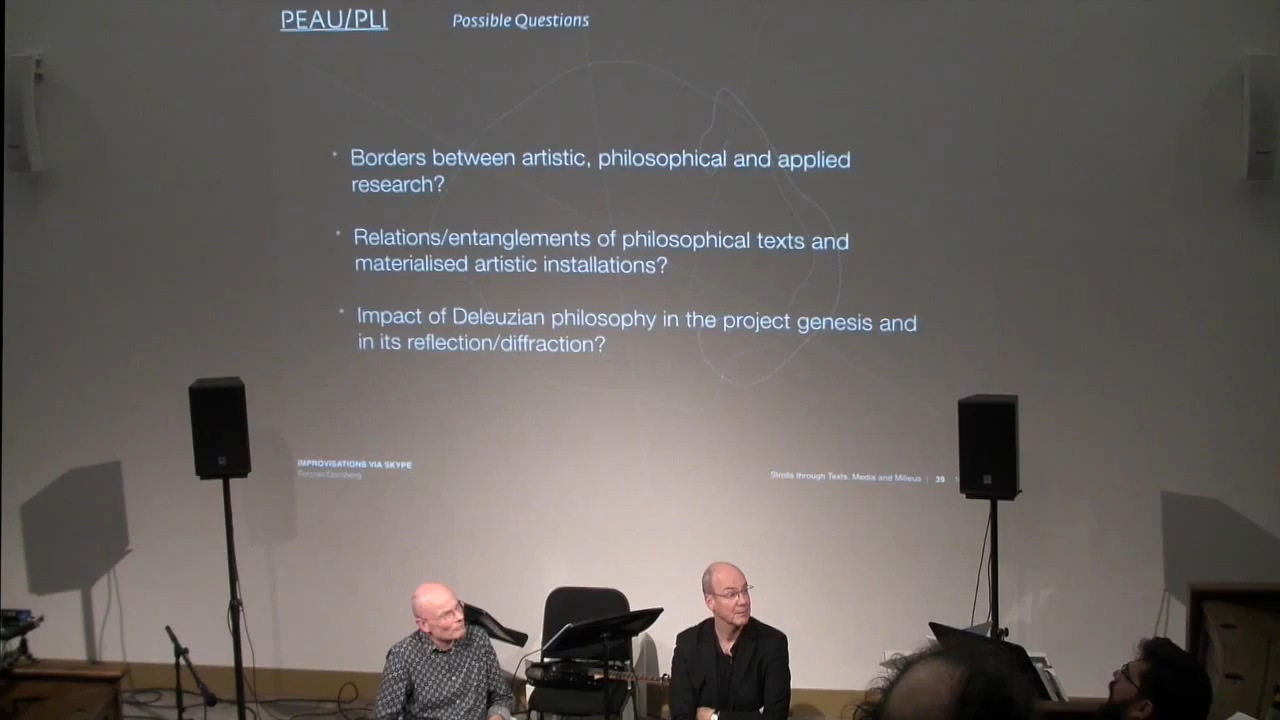 PEAU/PLI Possible Questions
• Borders between artistic, philosophical and applied
research?
• Relations/entanglements of philosophical texts and
materialised artistic installations?
• Impact of Deleuzian philosophy in the project genesis and
in its reflection/diffraction?
IMPROVISATIONS VIA SKYPE
Strolls through Texts, Media and Milieus | 39